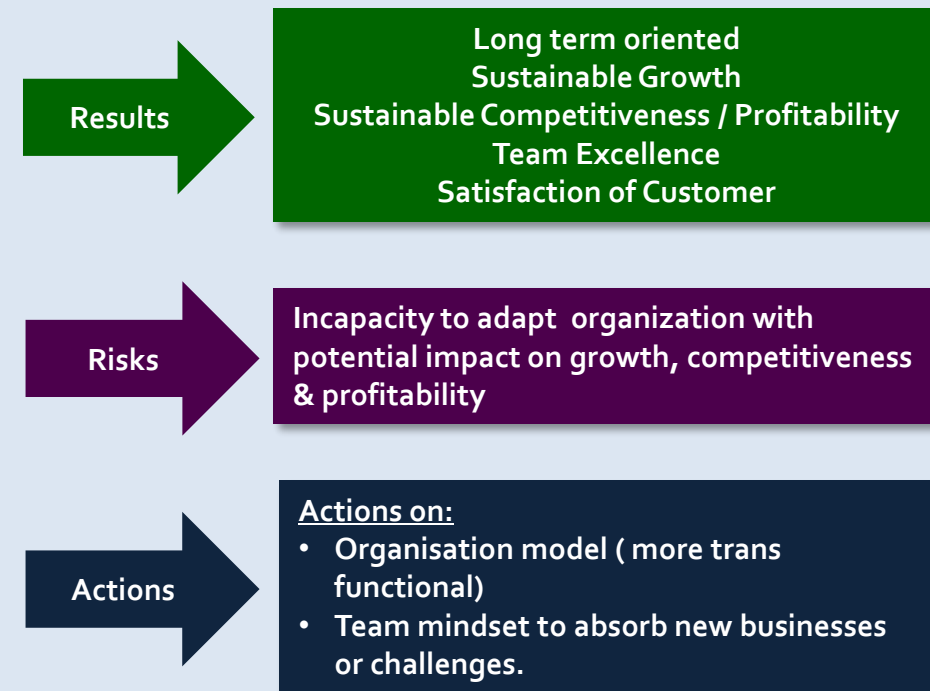 Results
Long term oriented
Sustainable Growth
Sustainable Competitiveness / Profitability
Team Excellence
Satisfaction of Customer
Risks
Incapacity to adapt  organization with
potential impact on growth, competitiveness
& profitability
Actions
Actions on:
• Organisation model ( more trans
functional)
• Team mindset to absorb new businesses
or challenges.